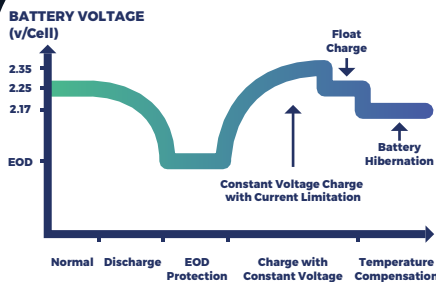 BATTERY VOLTAGE
(v/Cell)
Float
Charge
2.35
2.25
2.17
Battery
Hibernation
EOD
Constant Voltage Charge
with Current Limitation
Normal Discharge EOD Charge with Temperature
Protection Constant Voltage Compensation